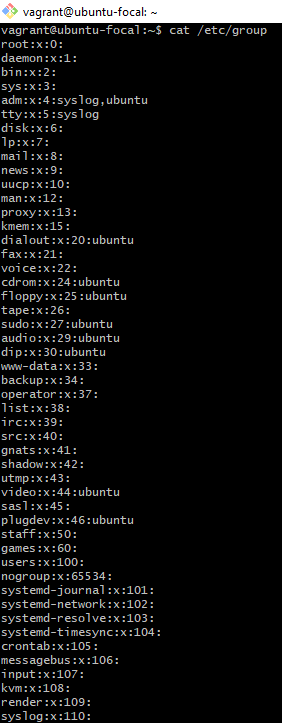 vagrant@ubuntu-focal: ~
vagrant@ubuntu-focal:~$ cat /etc/group
root:x:0:
daemon:x:1:
bin:x:2:
sys:x:3:
adm:x:4:syslog,ubuntu
tty:x:5:syslog
disk:x:6:
lp:x:7:
mail:x:8:
news:x:9:
uucp:x:10:
man:x:12:
proxy:x:13:
kmem:x:15:
dialout:x:20:ubuntu
fax:x:21:
voice:x:22:
cdrom:x:24:ubuntu
floppy:x:25:ubuntu
tape:x:26:
sudo:x:27:ubuntu
audio:x:29:ubuntu
dip:x:30:ubuntu
www-data:x:33:
backup:x:34:
operator:x:37:
list:x:38:
irc:x:39:
src:x:40:
gnats:x:41:
shadow:x:42:
utmp:x:43:
video:x:44:ubuntu
sasl:x:45:
plugdev:x:46:ubuntu
staff:x:50:
games:x:60:
users:x:100:
nogroup:x:65534:
systemd-journal:x:101:
systemd-network:x:102:
systemd-resolve:x:103:
systemd-timesync:x:104:
crontab:x:105:
messagebus:x:106:
input:x:107:
kvm:x:108:
render:x:109:
syslog:x:110: